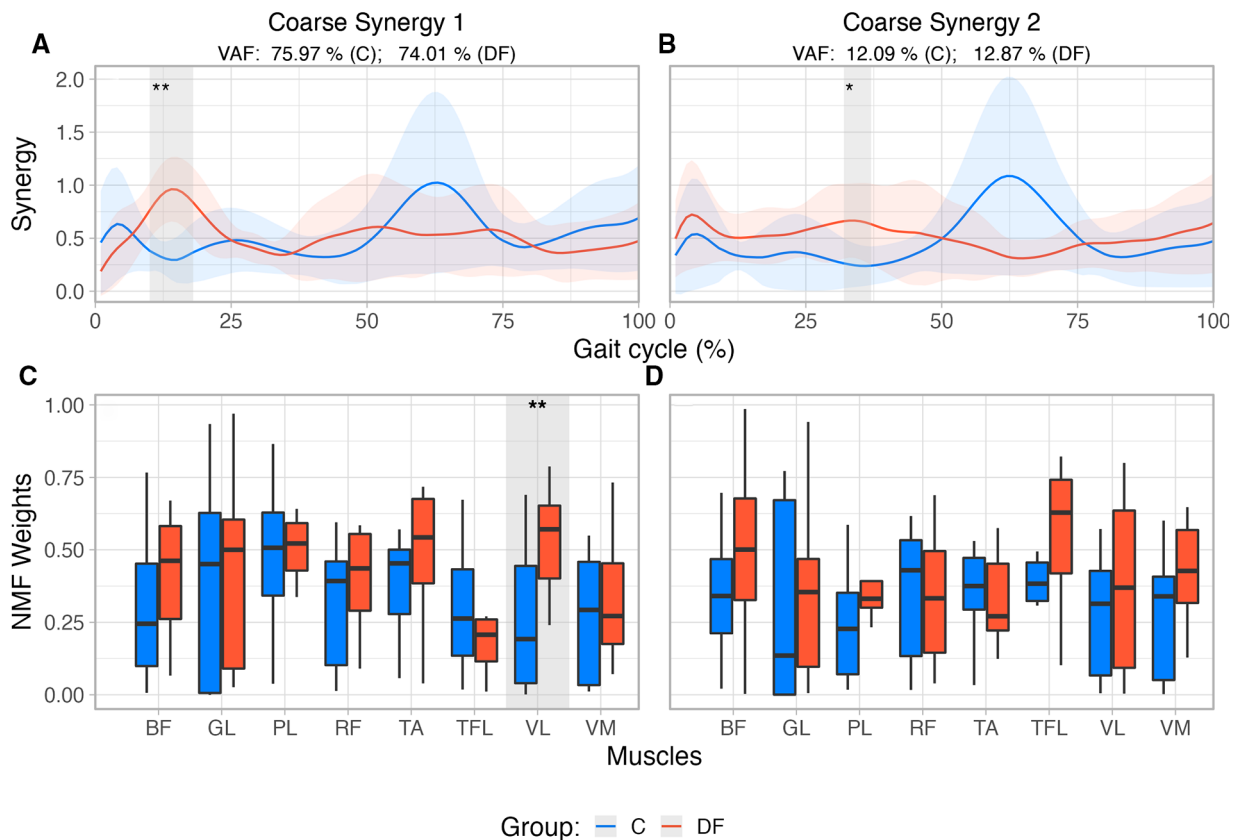 Coarse Synergy 1
Coarse Synergy 2
A
B
VAF: 75.97 % (C); 74.01 % (DF)
VAF: 12.09 % (C); 12.87 % (DF)
2.0
1.5
1.0
0.5
0.0
Synergy
**
*
0 25 50 75 100
0 25 50 75 100
Gait cycle (%)
C
D
1.00
0.75
0.50
0.25
0.00
NMF Weights
**
BF GL PL RF TA TFL VL VM
BF GL PL RF TA TFL VL VM
Muscles
Group: C DF